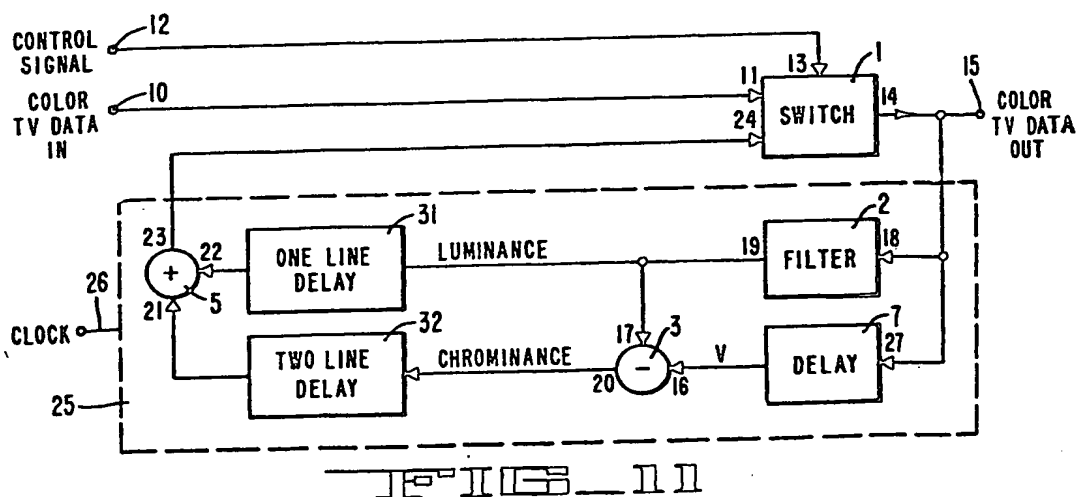 12
CONTROL
SIGNAL
10
COLOR
TV DATA
IN
13
1
11
24
SWITCH
14
15
COLOR
TV DATA
OUT
31
23
22
ONE LINE
DELAY
LUMINANCE
2
19
FILTER
18
+
5
21
26
CLOCK
32
TWO LINE
DELAY
CHROMINANCE
17
3
20
-
16
V
7
DELAY
27
25
FIG_11